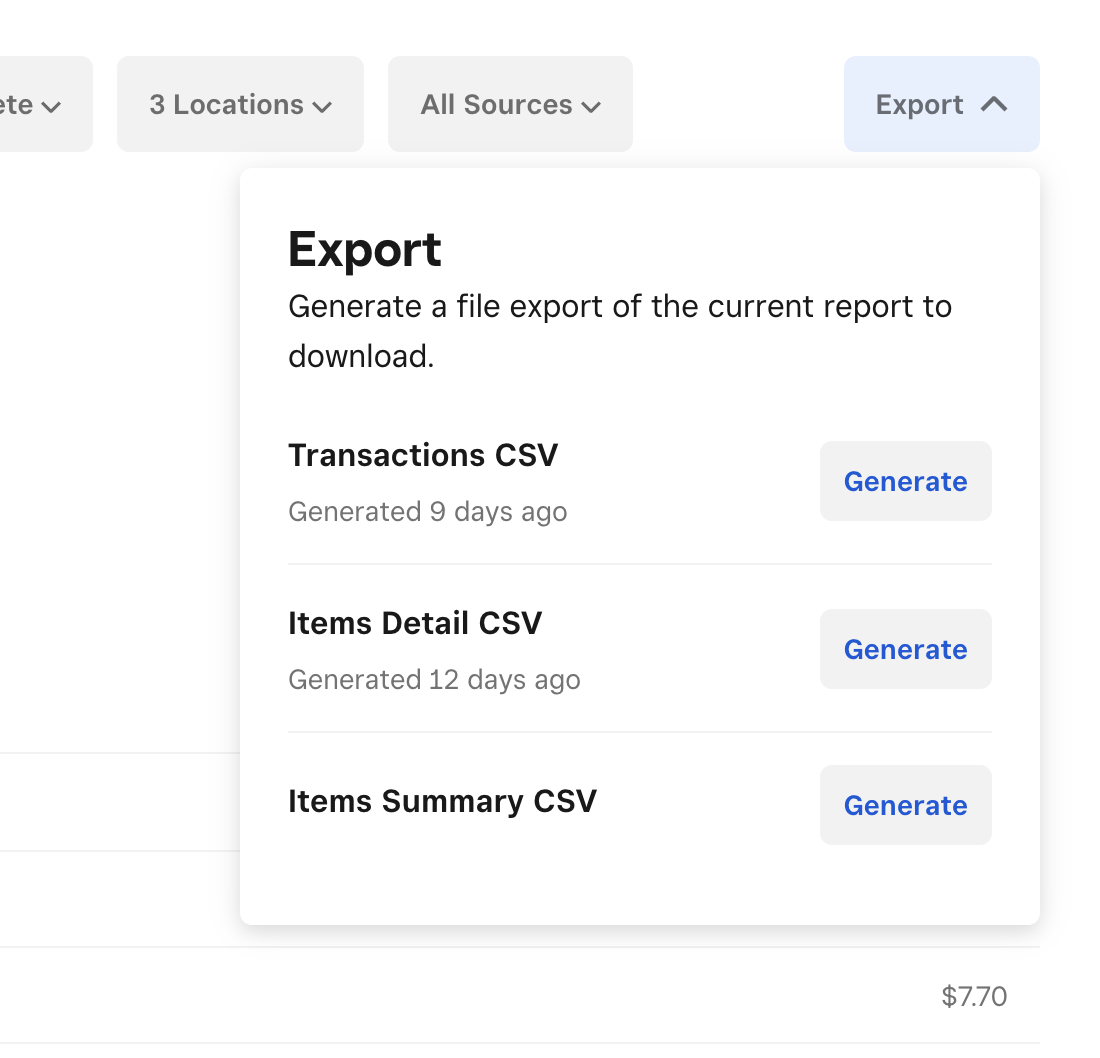 3 Locations
All Sources
Export
Export
Generate a file export of the current report to
download.
Transactions CSV
Generate
Generated 9 days ago
Items Detail CSV
Generate
Generated 12 days ago
Items Summary CSV
Generate
$7.70